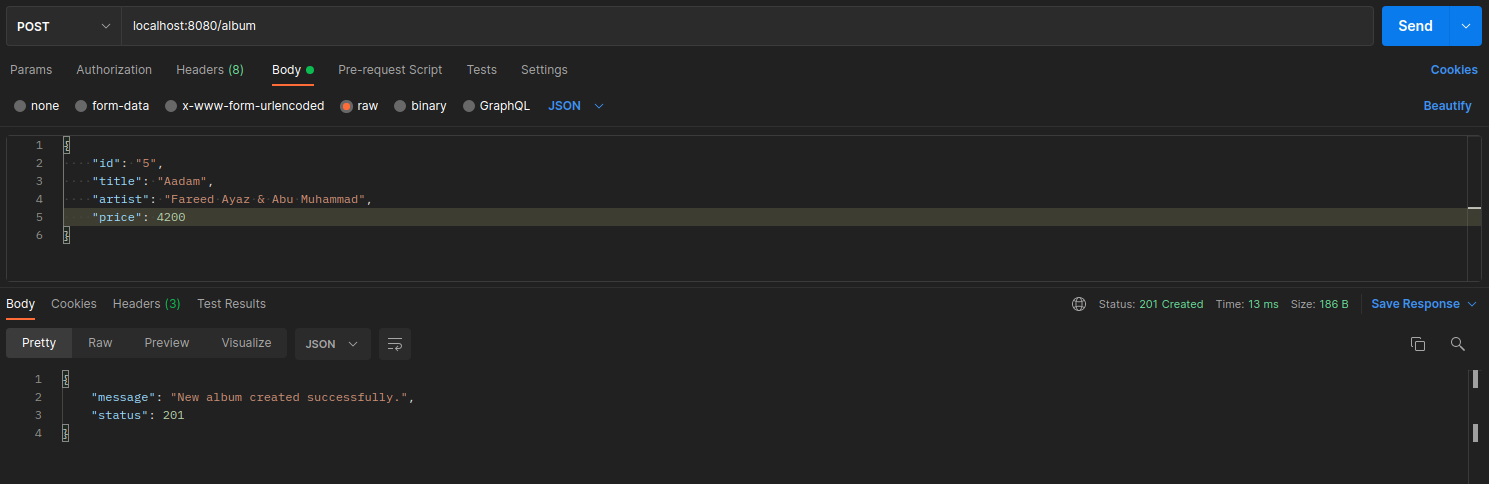 POST localhost:8080/album Send
Params Authorization Headers (8) Body Pre-request Script Tests Settings Cookies
none form-data x-www-form-urlencoded raw binary GraphQL JSON Beautify
1 {
2 "id": "5",
3 "title": "Aadam",
4 "artist": "Fareed Ayaz & Abu Muhammad",
5 "price": 4200
6 }
Body Cookies Headers (3) Test Results Status: 201 Created Time: 13 ms Size: 186 B Save Response
Pretty Raw Preview Visualize JSON
1 {
2 "message": "New album created successfully.",
3 "status": 201
4 }